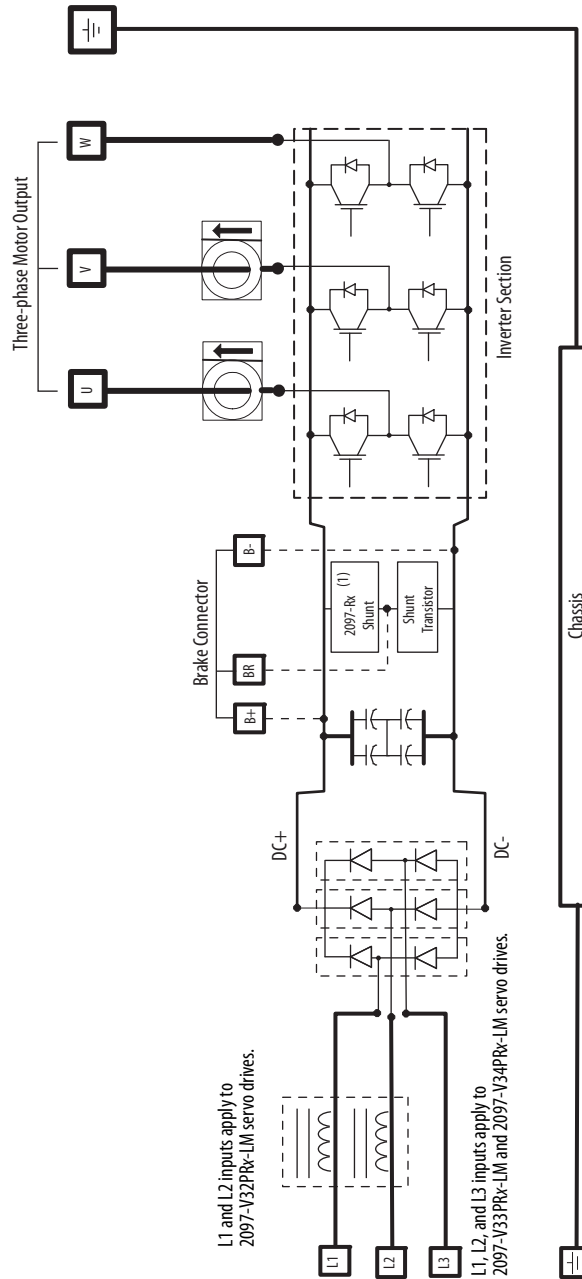 Three-phase Motor Output
U
V
W
Brake Connector
B+
BR
B-
2097-Rx
Shunt
(1)
Shunt
Transistor
Inverter Section
DC+
DC-
L1 and L2 inputs apply to
2097-V32PRx-LM servo drives.
L1
L2
L3
L1, L2, and L3 inputs apply to
2097-V33PRx-LM and 2097-V34PRx-LM servo drives.
Chassis